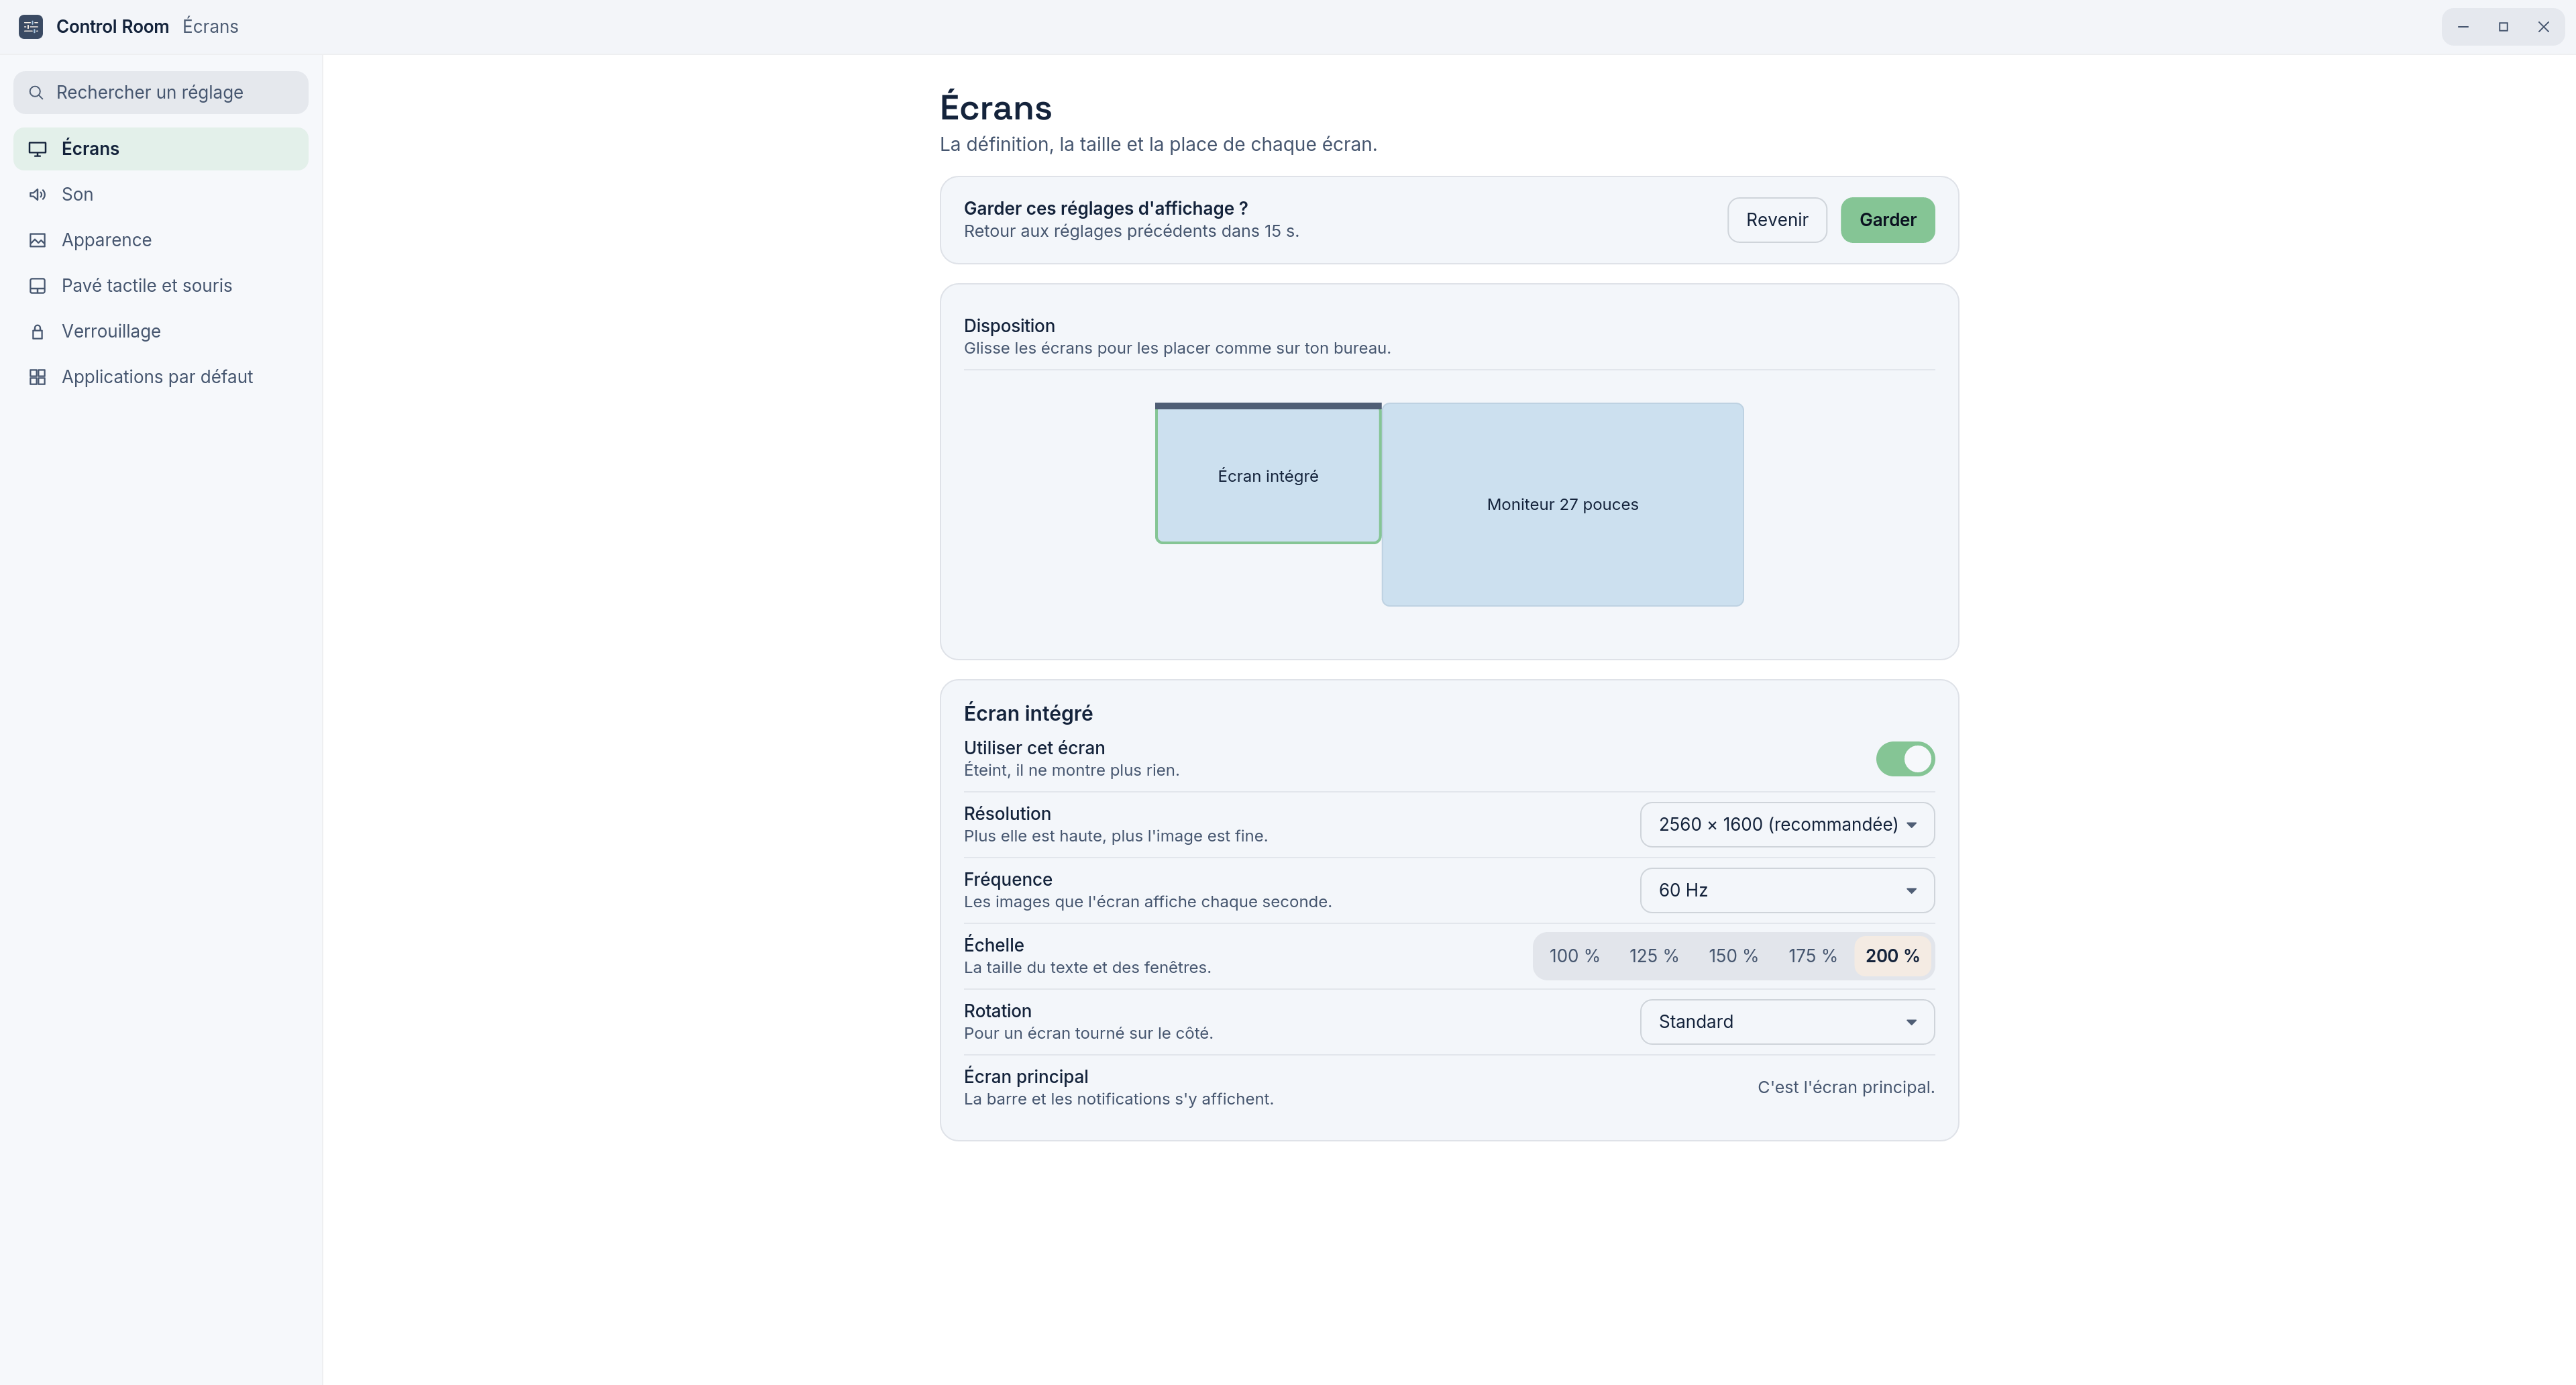 Control Room Écrans
Rechercher un réglage
Écrans
Son
Apparence
Pavé tactile et souris
Verrouillage
Applications par défaut
Écrans
La définition, la taille et la place de chaque écran.
Garder ces réglages d'affichage ?
Retour aux réglages précédents dans 15 s.
Revenir
Garder
Disposition
Glisse les écrans pour les placer comme sur ton bureau.
Écran intégré
Moniteur 27 pouces
Écran intégré
Utiliser cet écran
Éteint, il ne montre plus rien.
Résolution
Plus elle est haute, plus l'image est fine.
2560 × 1600 (recommandée)
Fréquence
Les images que l'écran affiche chaque seconde.
60 Hz
Échelle
La taille du texte et des fenêtres.
100 % 125 % 150 % 175 % 200 %
Rotation
Pour un écran tourné sur le côté.
Standard
Écran principal
La barre et les notifications s'y affichent.
C'est l'écran principal.